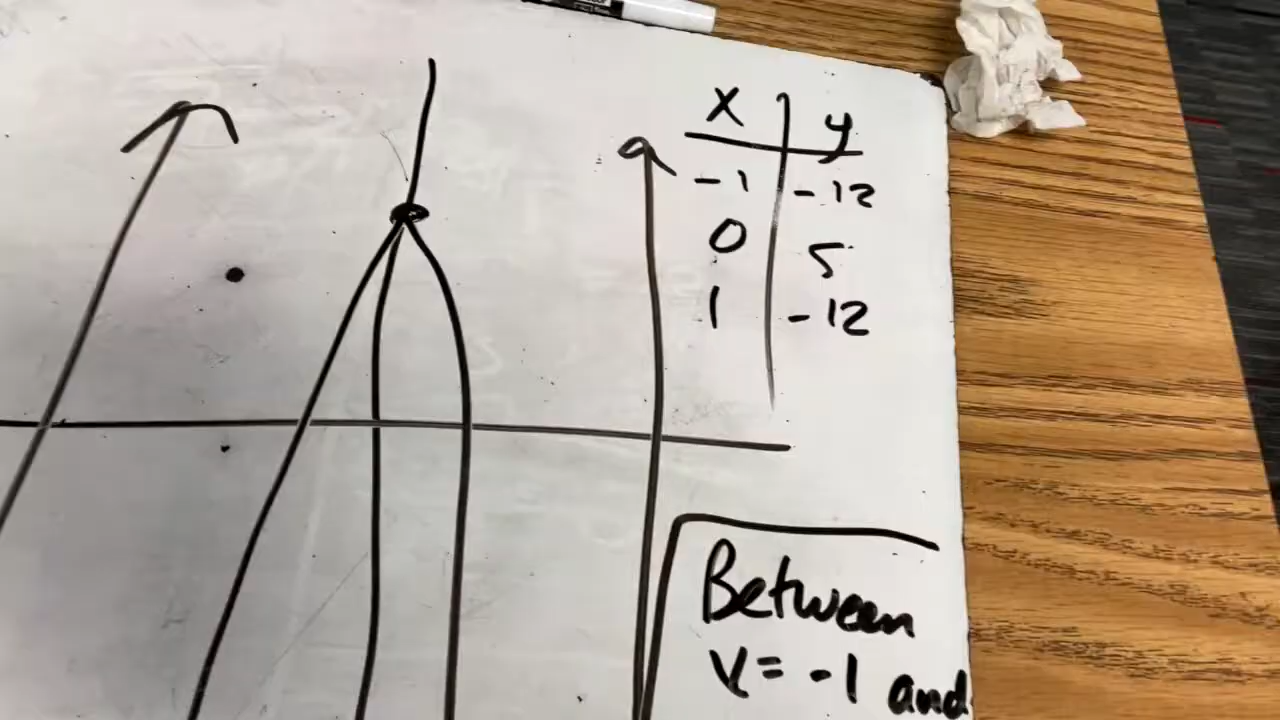 x y
-1 -12
0 5
1 -12
Between
x = -1 and